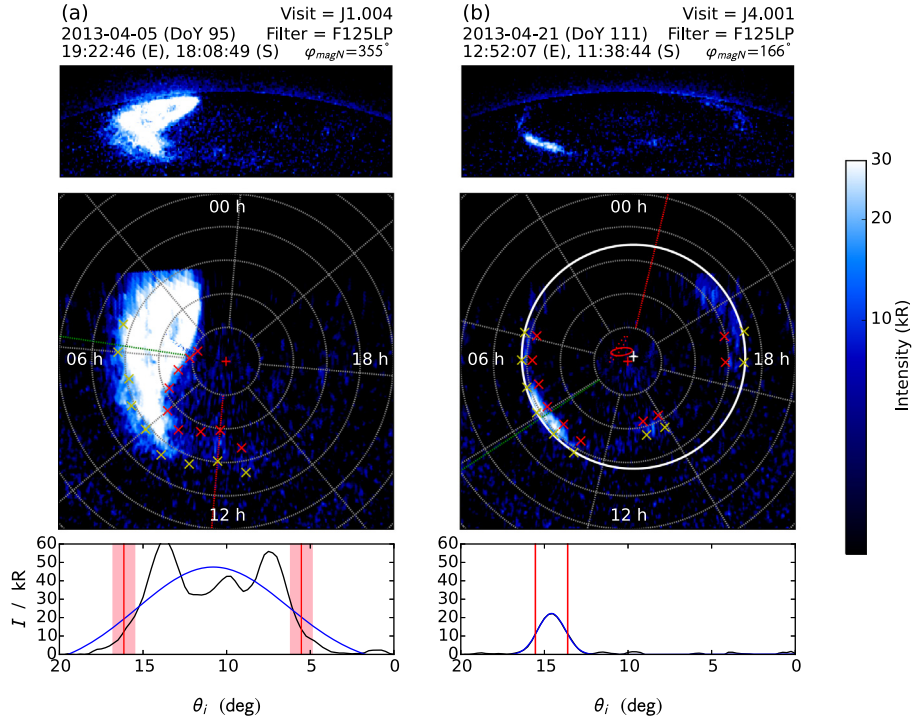 (a)
Visit = J1.004
2013-04-05 (DoY 95)
Filter = F125LP
19:22:46 (E), 18:08:49 (S)
φmagN=355°
(b)
Visit = J4.001
2013-04-21 (DoY 111)
Filter = F125LP
12:52:07 (E), 11:38:44 (S)
φmagN=166°
00 h
06 h
18 h
12 h
00 h
06 h
18 h
12 h
30
20
10
Intensity (kR)
60
50
40
30
20
10
0
I / kR
20
15
10
5
0
θi (deg)
60
50
40
30
20
10
0
20
15
10
5
0
θi (deg)